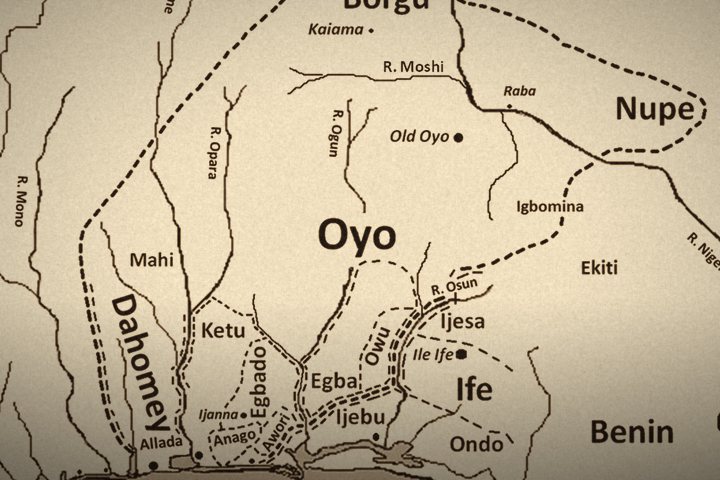 Borgu
Kaiama
R. Moshi
Raba
Nupe
R. Ogun
Old Oyo
R. Opara
R. Mono
Igbomina
Oyo
R. Nige
Mahi
Ekiti
R. Osun
Dahomey
Ketu
Ijesa
Owu
Ile Ife
Egbado
Egba
Ife
Ijanna
Ijebu
Awori
Anago
Benin
Allada
Ondo